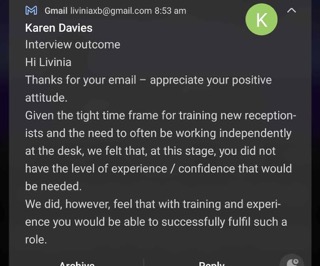 Gmail liviniaxb@gmail.com 8:53 am
K
Karen Davies
Interview outcome
Hi Livinia
Thanks for your email – appreciate your positive
attitude.
Given the tight time frame for training new reception-
ists and the need to often be working independently
at the desk, we felt that, at this stage, you did not
have the level of experience / confidence that would
be needed.
We did, however, feel that with training and experi-
ence you would be able to successfully fulfil such a
role.
Archive Reply